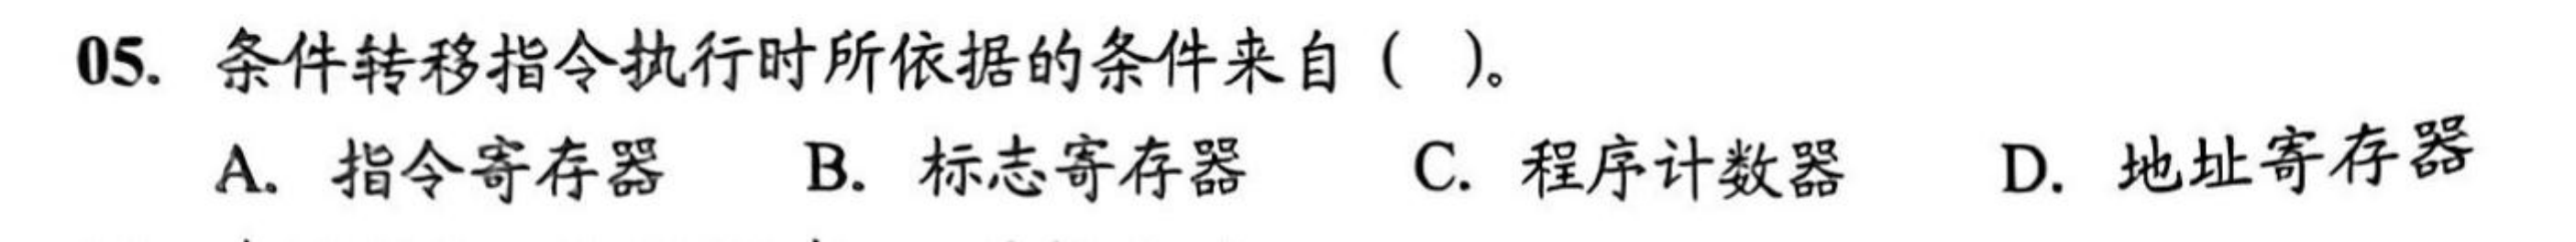 05. 条件转移指令执行时所依据的条件来自（ ）。
A. 指令寄存器 B. 标志寄存器 C. 程序计数器 D. 地址寄存器